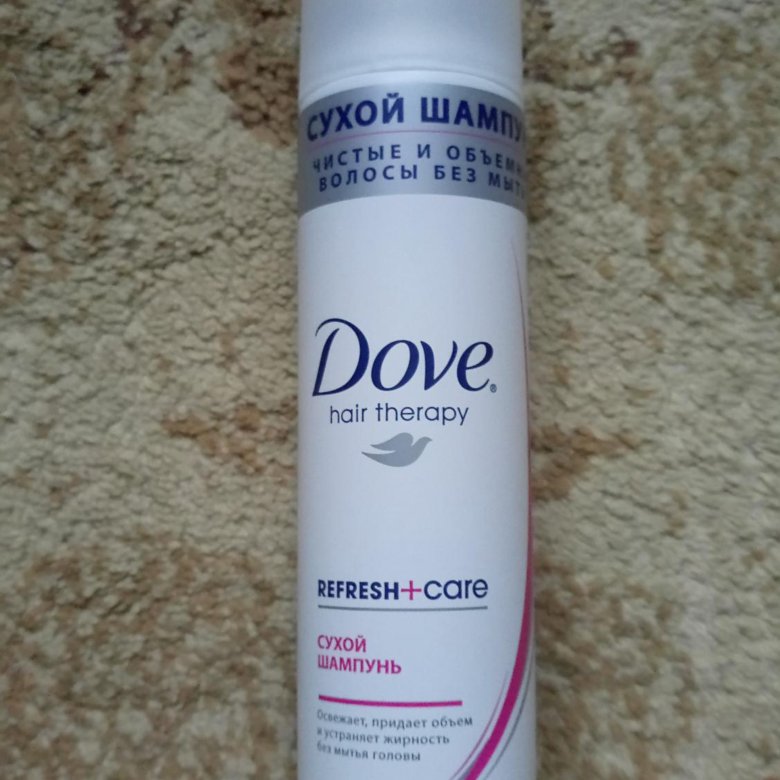 СУХОЙ ШАМПУ
ЧИСТЫЕ И ОБЪЕМН
ВОЛОСЫ БЕЗ МЫТ
Dove®
hair therapy
REFRESH+care
СУХОЙ
ШАМПУНЬ
Освежает, придает объем
и устраняет жирность
без мытья головы